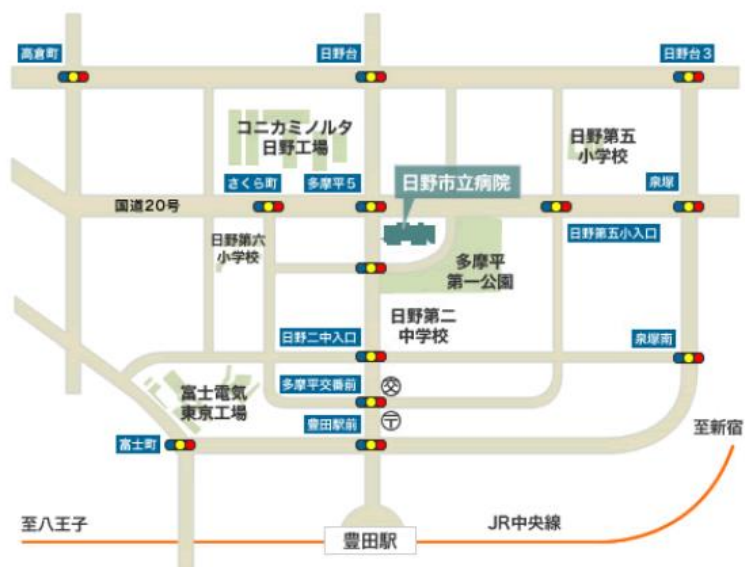 高倉町
日野台
日野台3
コニカミノルタ
日野工場
日野第五
小学校
さくら町
多摩平5
日野市立病院
泉塚
国道20号
日野第五小入口
日野第六
小学校
多摩平
第一公園
日野第二
中学校
日野二中入口
泉塚南
多摩平交番前
交
富士電気
東京工場
豊田駅前
〒
富士町
至新宿
至八王子
JR中央線
豊田駅